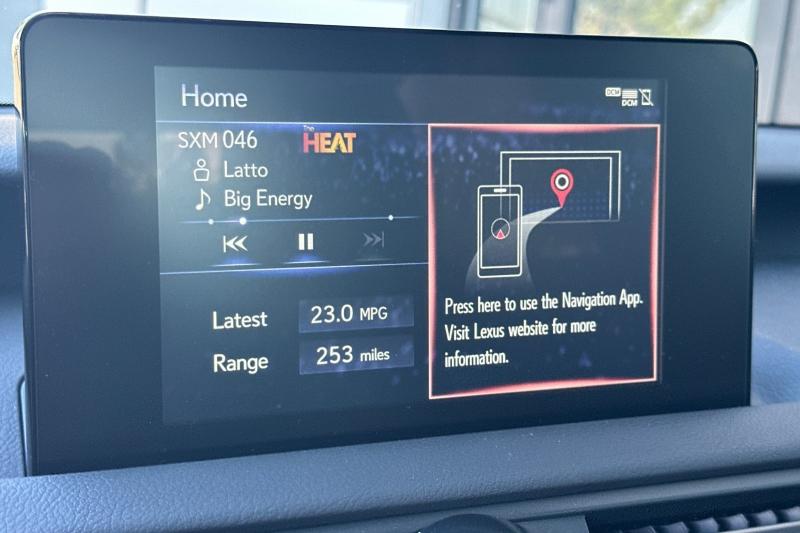 Home
DCM
DCM
SXM 046
The HEAT
Latto
Big Energy
Latest 23.0 MPG
Range 253 miles
Press here to use the Navigation App.
Visit Lexus website for more
information.